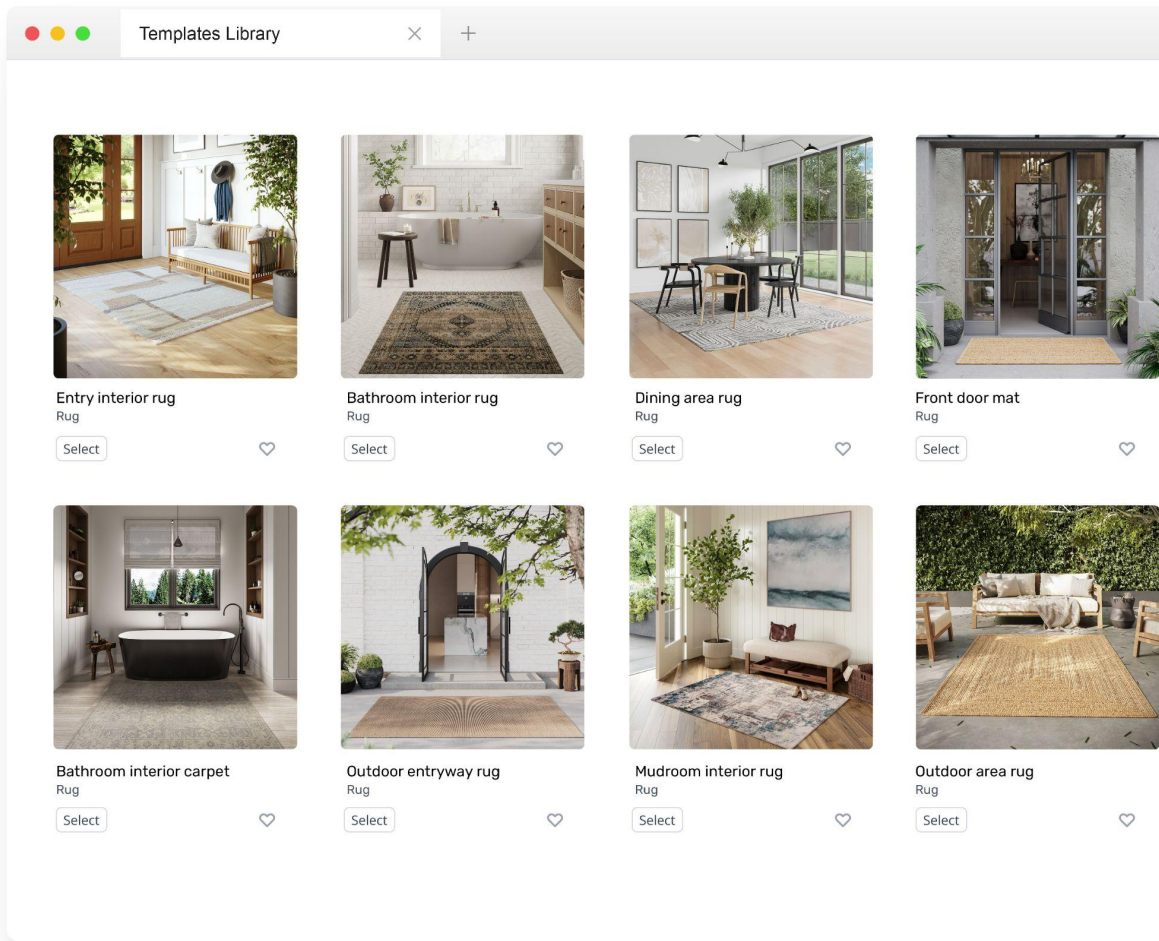 Templates Library
Entry interior rug
Rug
Select
Bathroom interior rug
Rug
Select
Dining area rug
Rug
Select
Front door mat
Rug
Select
Bathroom interior carpet
Rug
Select
Outdoor entryway rug
Rug
Select
Mudroom interior rug
Rug
Select
Outdoor area rug
Rug
Select